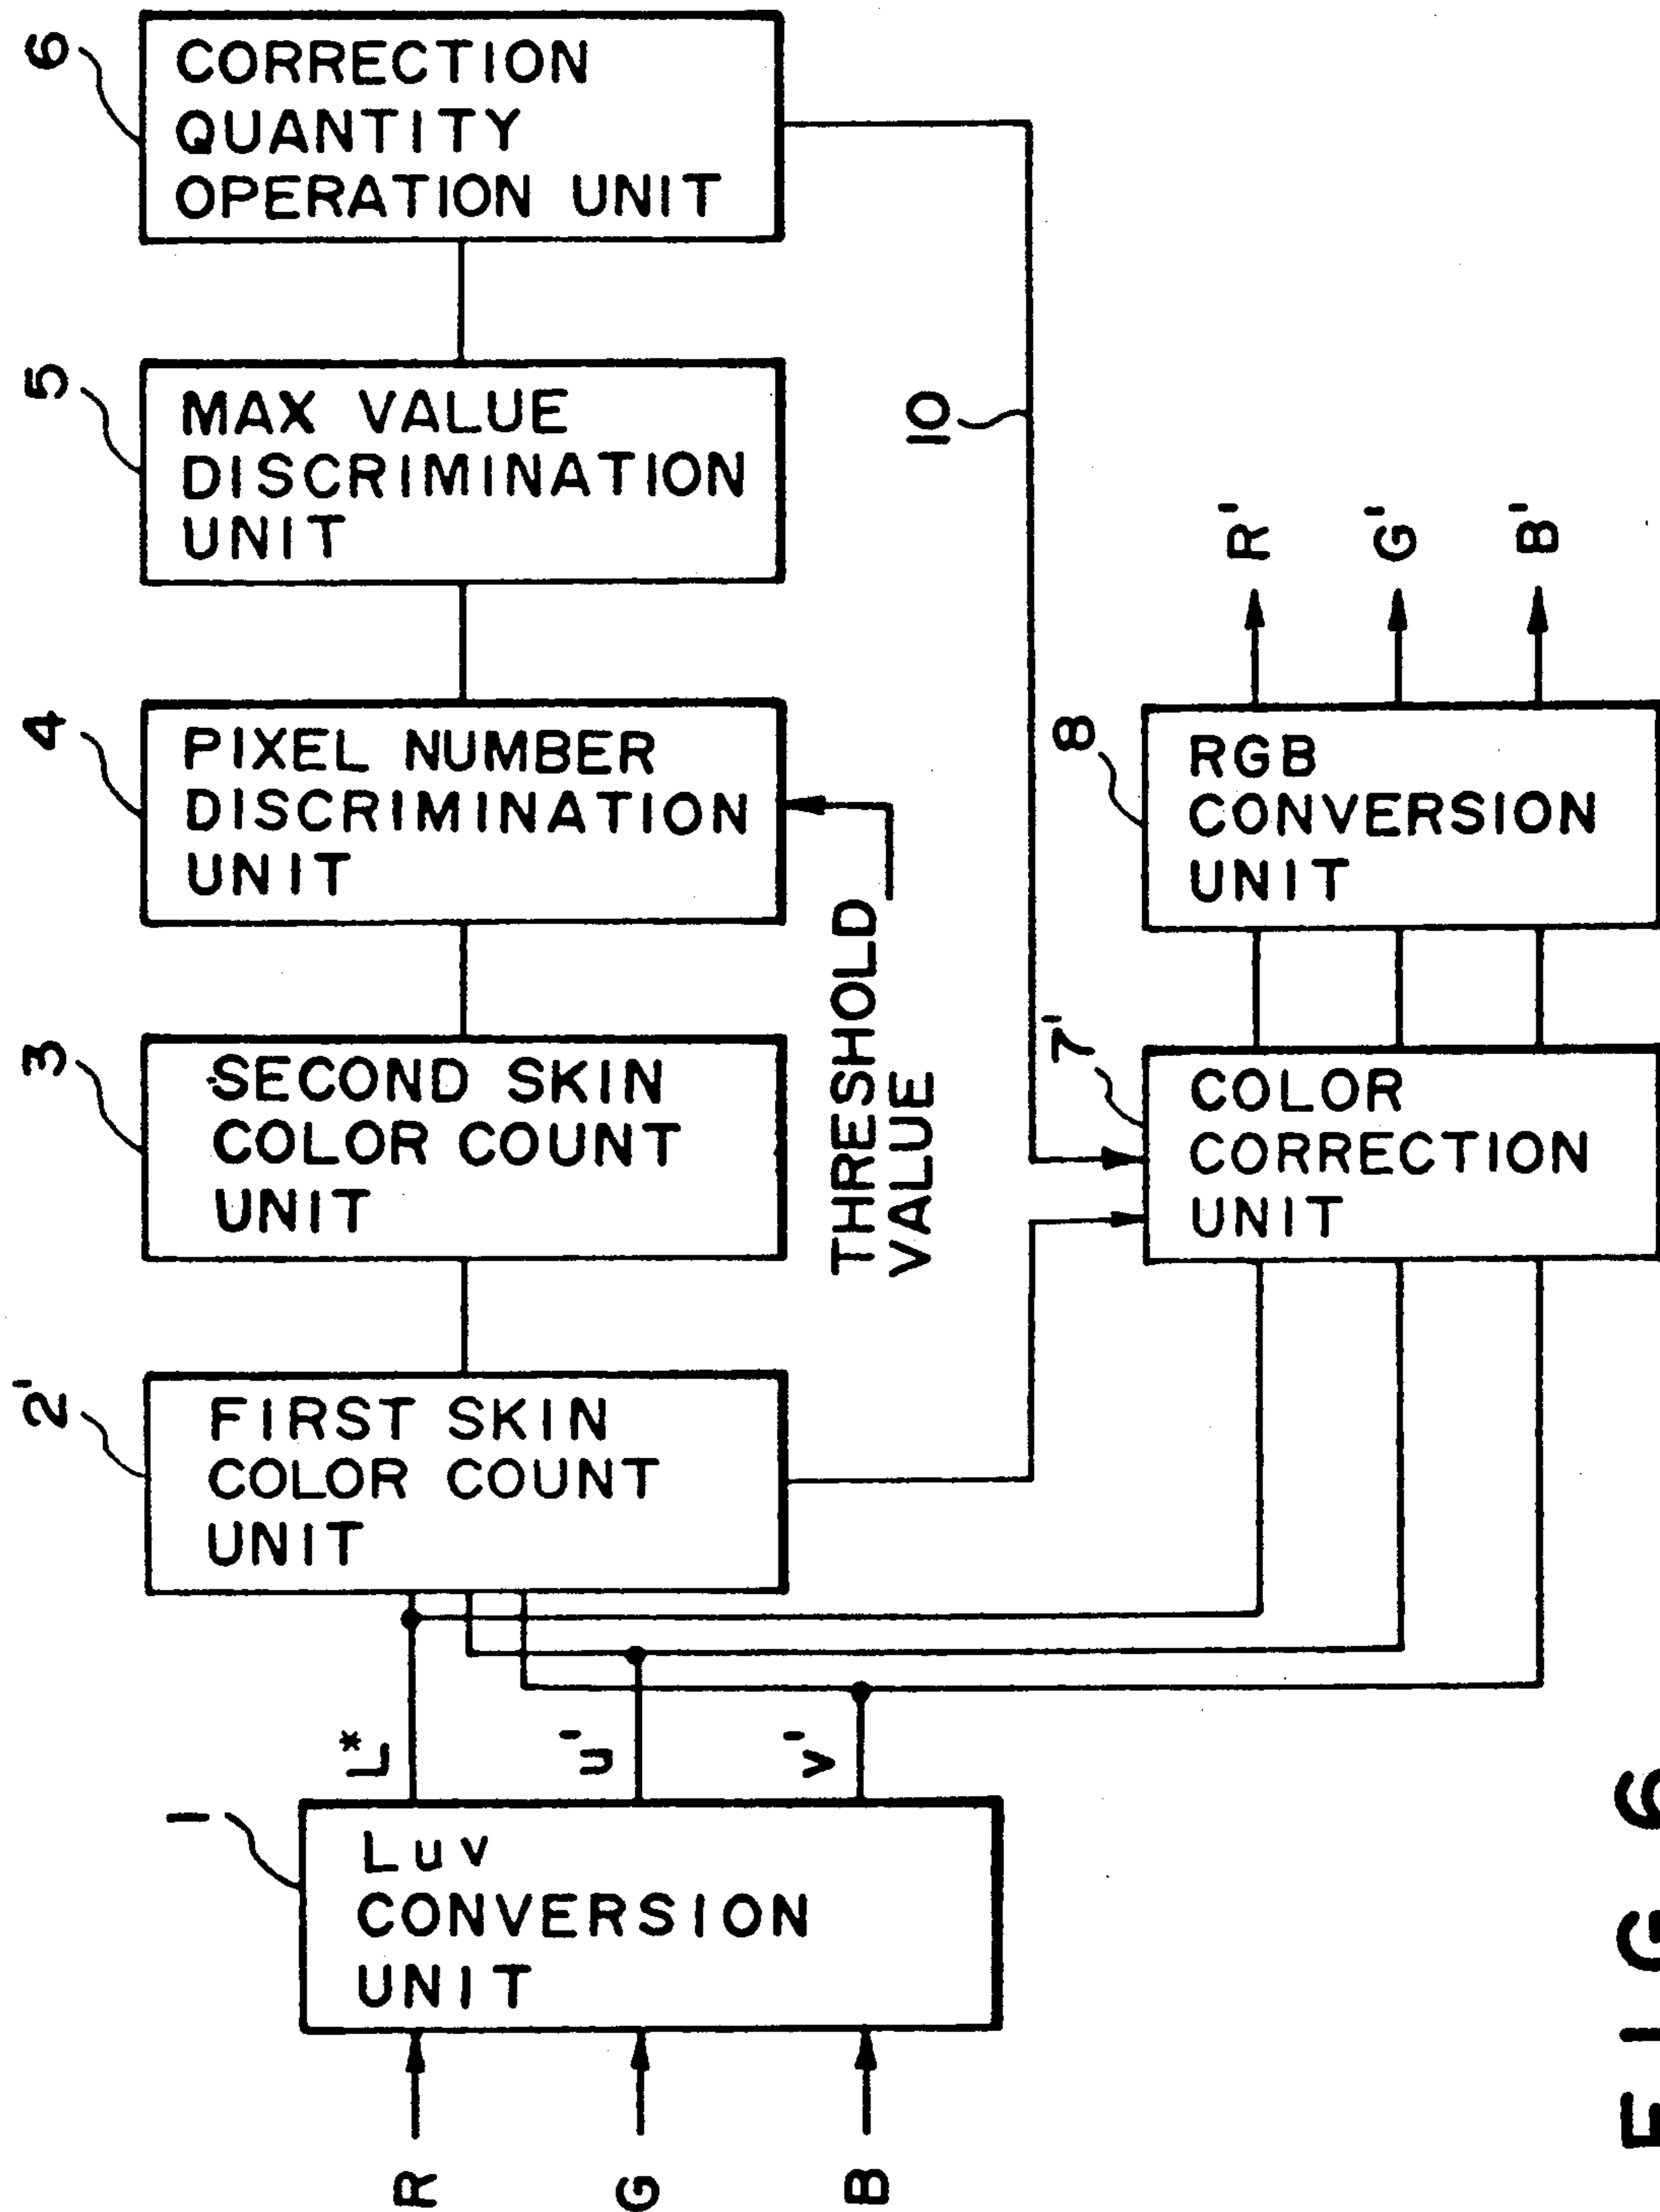 R
G
B
1
Luv
CONVERSION
UNIT
L*
u'
v'
2'
FIRST SKIN
COLOR COUNT
UNIT
3
SECOND SKIN
COLOR COUNT
UNIT
4
PIXEL NUMBER
DISCRIMINATION
UNIT
THRESHOLD
VALUE
5
MAX VALUE
DISCRIMINATION
UNIT
6
CORRECTION
QUANTITY
OPERATION UNIT
10
7'
COLOR
CORRECTION
UNIT
8
RGB
CONVERSION
UNIT
R'
G'
B'
FIG 6